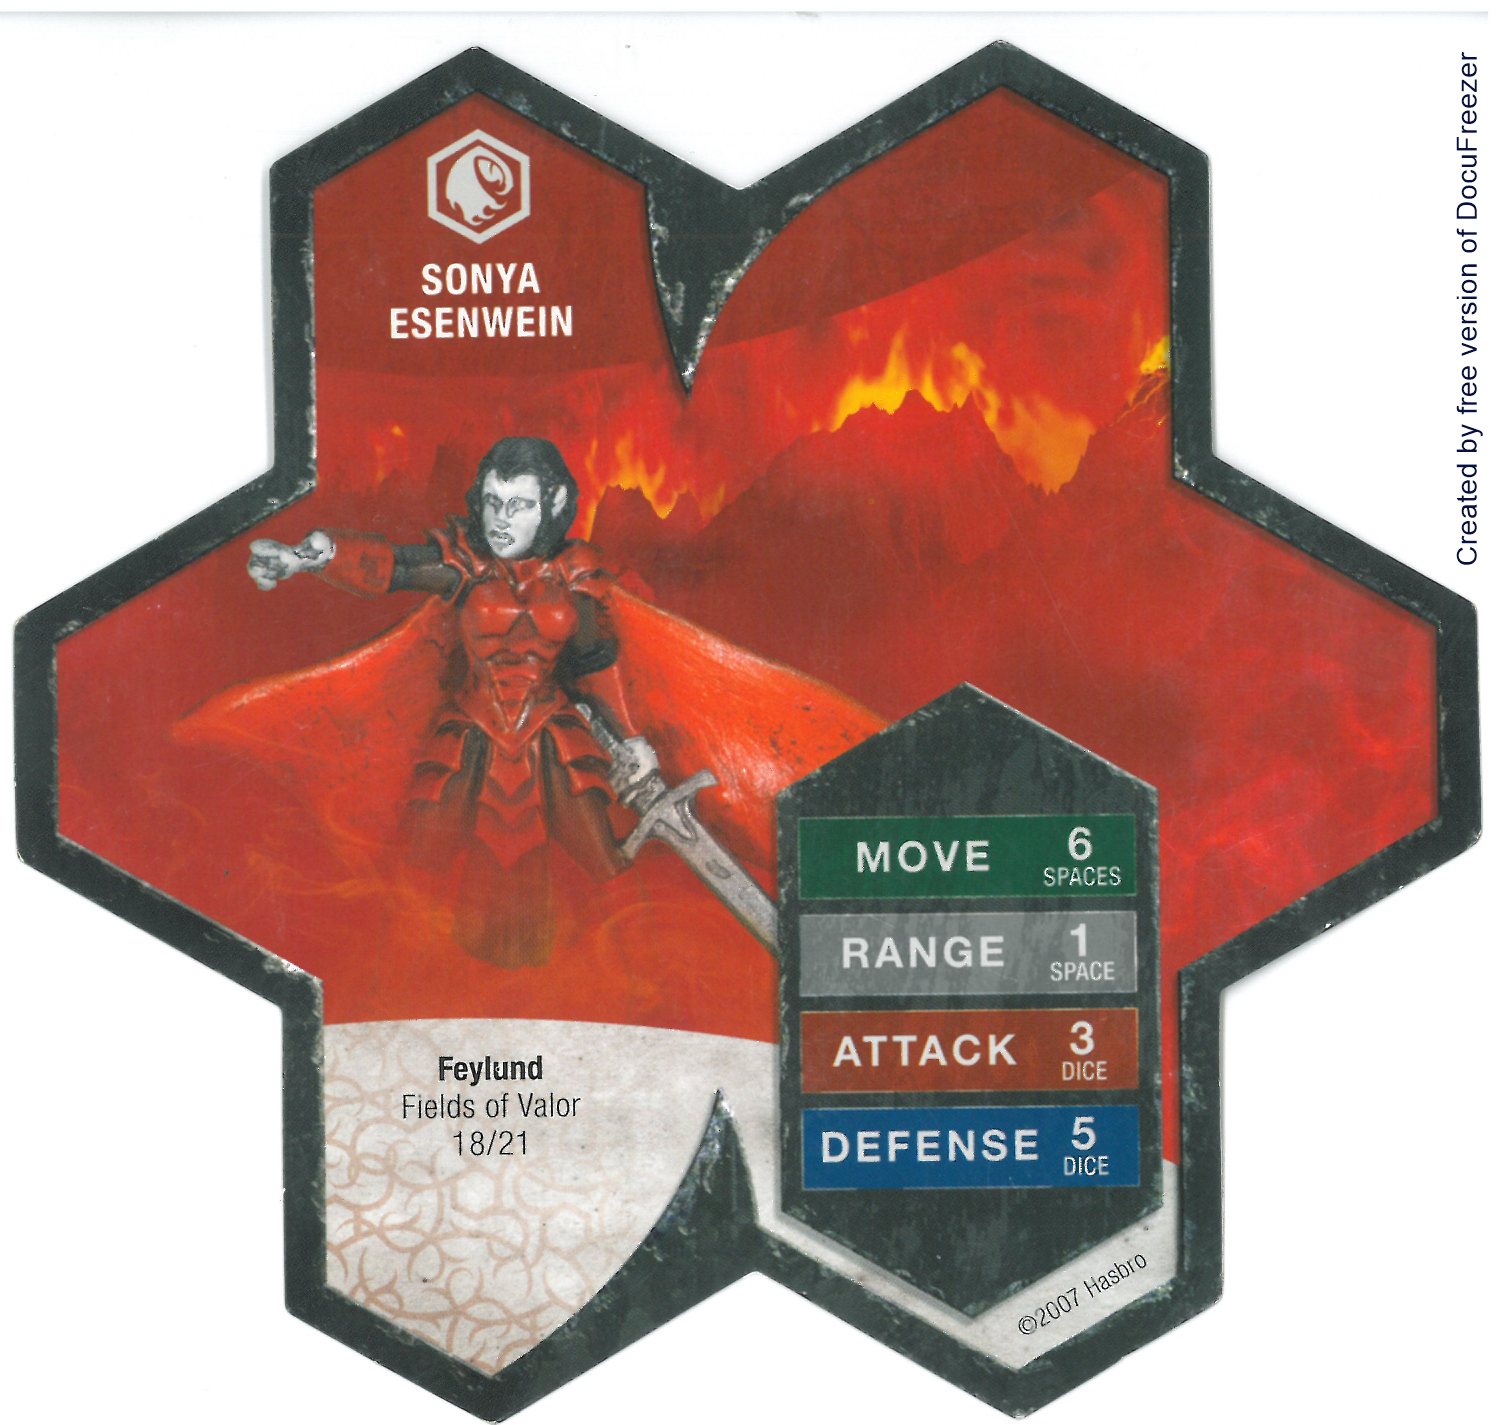 SONYA
ESENWEIN
MOVE 6 SPACES
RANGE 1 SPACE
ATTACK 3 DICE
DEFENSE 5 DICE
Feylund
Fields of Valor
18/21
©2007 Hasbro
Created by free version of DocuFreezer